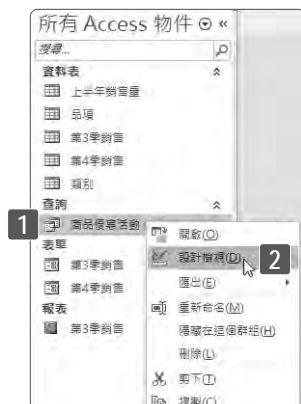 所有 Access 物件
搜尋...
資料表
上半年銷售量
品項
第3季銷售
第4季銷售
類別
查詢
1 商品優惠活動
表單
第3季銷售
第4季銷售
報表
第3季銷售
開啟(O)
設計檢視(D) 2
匯出(E)
重新命名(M)
隱藏在這個群組(H)
刪除(L)
剪下(T)
複製(C)